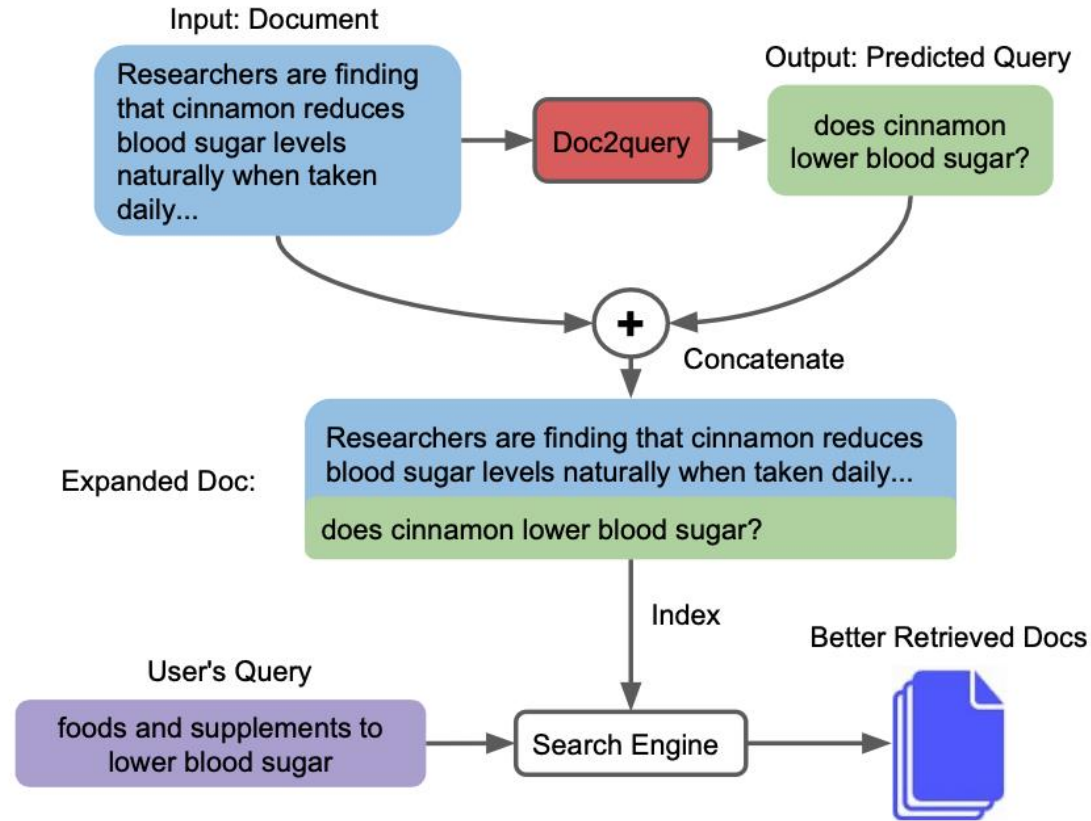 Input: Document
Researchers are finding
that cinnamon reduces
blood sugar levels
naturally when taken
daily...
Doc2query
Output: Predicted Query
does cinnamon
lower blood sugar?
+
Concatenate
Expanded Doc:
Researchers are finding that cinnamon reduces
blood sugar levels naturally when taken daily...
does cinnamon lower blood sugar?
Index
User's Query
foods and supplements to
lower blood sugar
Search Engine
Better Retrieved Docs